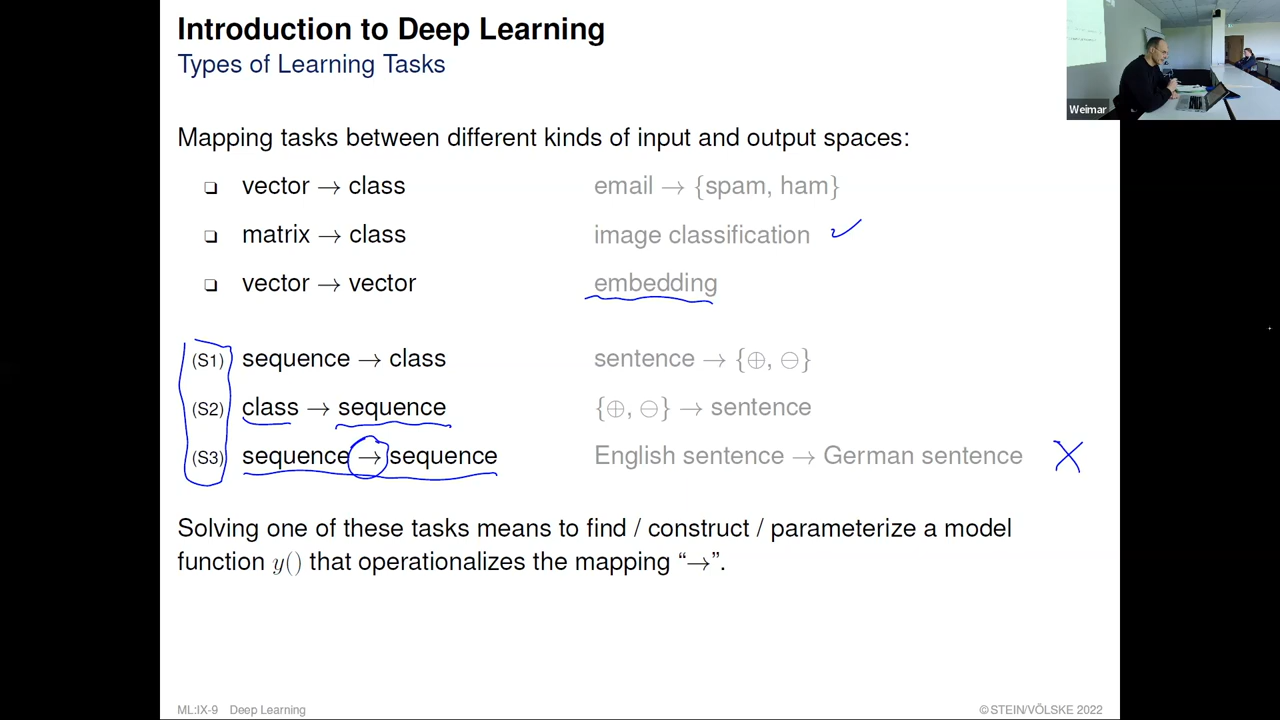 Introduction to Deep Learning
Types of Learning Tasks
Weimar
Mapping tasks between different kinds of input and output spaces:
❑ vector → class email → {spam, ham}
❑ matrix → class image classification
❑ vector → vector embedding
(S1) sequence → class sentence → {⊕, ⊖}
(S2) class → sequence {⊕, ⊖} → sentence
(S3) sequence → sequence English sentence → German sentence
Solving one of these tasks means to find / construct / parameterize a model
function y() that operationalizes the mapping “→”.
ML:IX-9 Deep Learning ©STEIN/VÖLSKE 2022